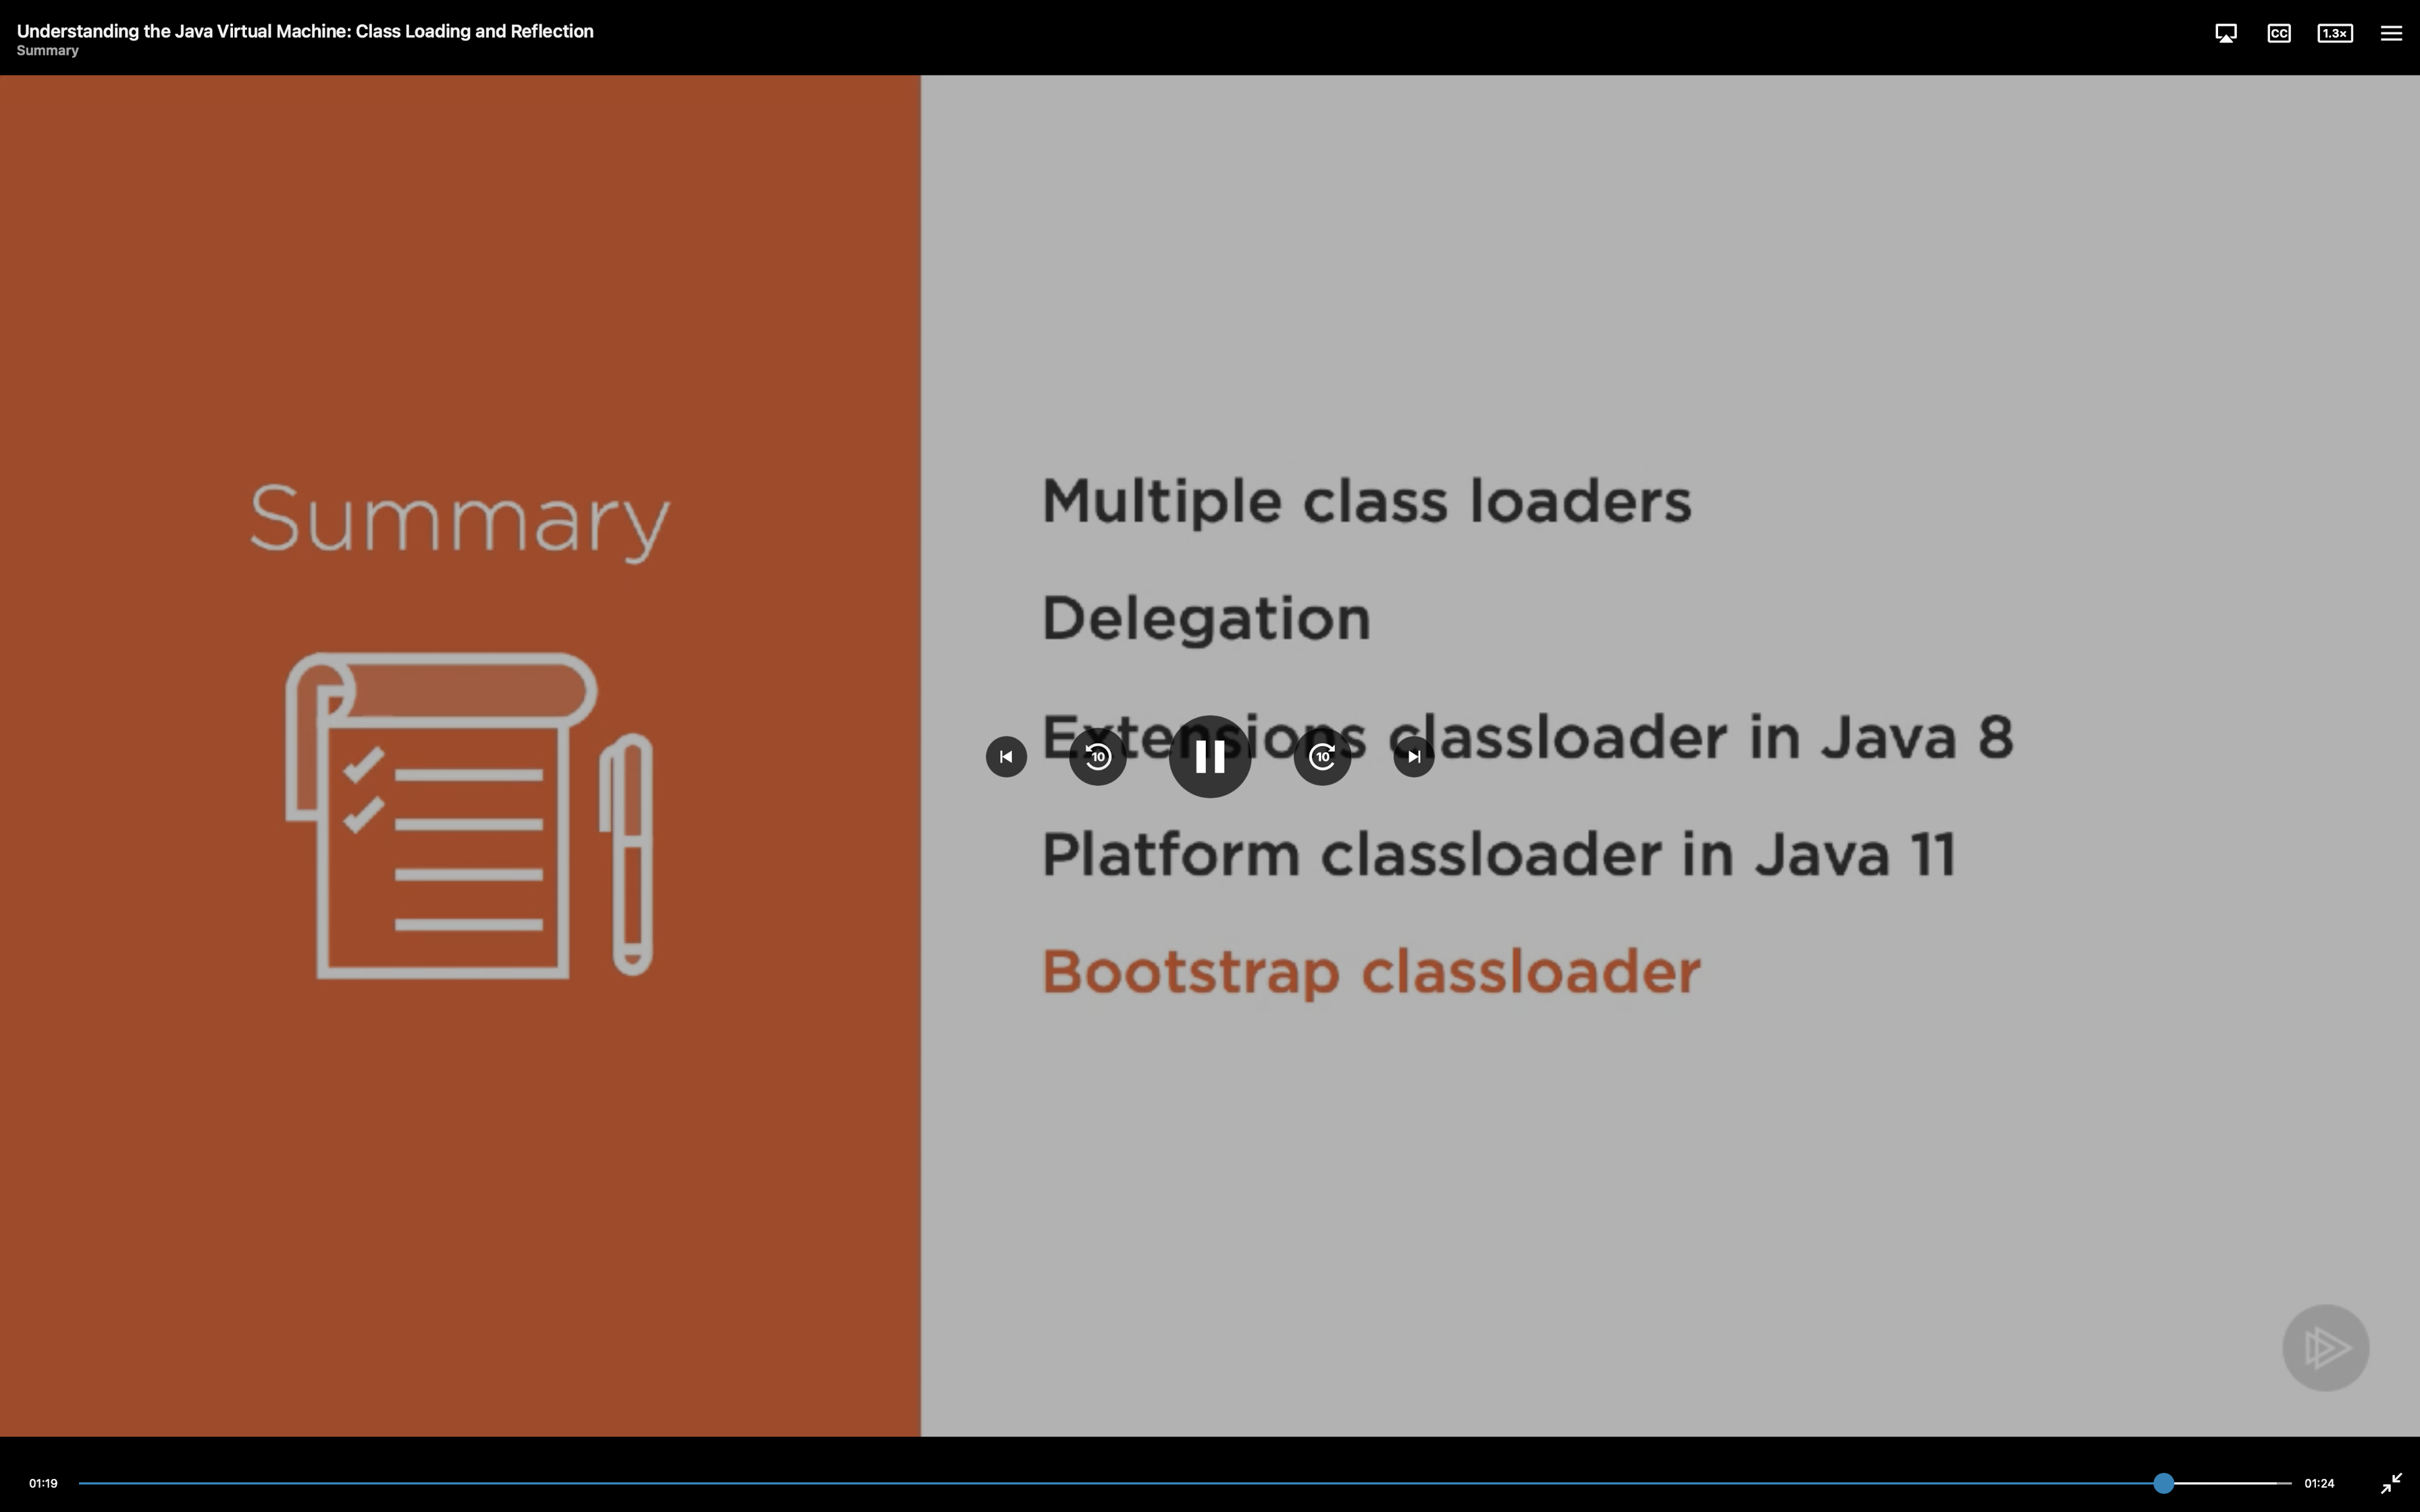 Understanding the Java Virtual Machine: Class Loading and Reflection
Summary
CC
1.3×
Summary
Multiple class loaders
Delegation
Extensions classloader in Java 8
10
10
Platform classloader in Java 11
Bootstrap classloader
01:19
01:24